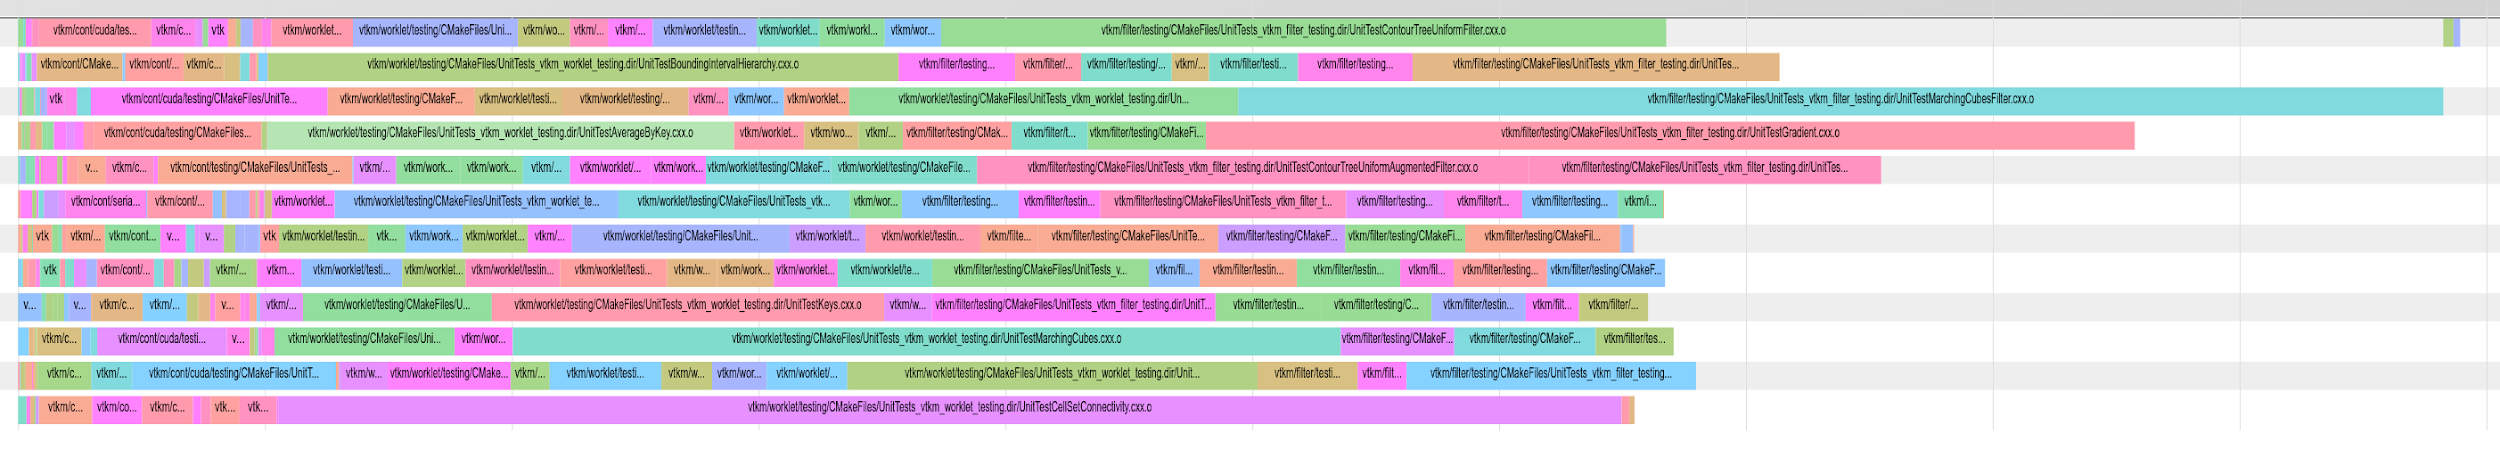 vtkm/cont/cuda/tes... vtkm/c... vtk vtkm/worklet... vtkm/worklet/testing/CMakeFiles/Uni... vtkm/wo... vtkm/... vtkm/... vtkm/worklet/testin... vtkm/worklet... vtkm/workl... vtkm/wor... vtkm/filter/testing/CMakeFiles/UnitTests_vtkm_filter_testing.dir/UnitTestContourTreeUniformFilter.cxx.o
vtkm/cont/CMake... vtkm/cont/... vtkm/c... vtkm/worklet/testing/CMakeFiles/UnitTests_vtkm_worklet_testing.dir/UnitTestBoundingIntervalHierarchy.cxx.o vtkm/filter/testing... vtkm/filter/... vtkm/filter/testing/... vtkm/... vtkm/filter/testi... vtkm/filter/testing... vtkm/filter/testing/CMakeFiles/UnitTests_vtkm_filter_testing.dir/UnitTes...
vtk vtkm/cont/cuda/testing/CMakeFiles/UnitTe... vtkm/worklet/testing/CMakeF... vtkm/worklet/testi... vtkm/worklet/testing/... vtkm/... vtkm/wor... vtkm/worklet... vtkm/worklet/testing/CMakeFiles/UnitTests_vtkm_worklet_testing.dir/Un... vtkm/filter/testing/CMakeFiles/UnitTests_vtkm_filter_testing.dir/UnitTestMarchingCubesFilter.cxx.o
vtkm/cont/cuda/testing/CMakeFiles... vtkm/worklet/testing/CMakeFiles/UnitTests_vtkm_worklet_testing.dir/UnitTestAverageByKey.cxx.o vtkm/worklet... vtkm/wo... vtkm/... vtkm/filter/testing/CMak... vtkm/filter/t... vtkm/filter/testing/CMakeFi... vtkm/filter/testing/CMakeFiles/UnitTests_vtkm_filter_testing.dir/UnitTestGradient.cxx.o
v... vtkm/c... vtkm/cont/testing/CMakeFiles/UnitTests_... vtkm/... vtkm/work... vtkm/work... vtkm/... vtkm/worklet/... vtkm/work... vtkm/worklet/testing/CMakeF... vtkm/worklet/testing/CMakeFile... vtkm/filter/testing/CMakeFiles/UnitTests_vtkm_filter_testing.dir/UnitTestContourTreeUniformAugmentedFilter.cxx.o vtkm/filter/testing/CMakeFiles/UnitTests_vtkm_filter_testing.dir/UnitTes...
vtkm/cont/seria... vtkm/cont/... vtkm/worklet... vtkm/worklet/testing/CMakeFiles/UnitTests_vtkm_worklet_te... vtkm/worklet/testing/CMakeFiles/UnitTests_vtk... vtkm/wor... vtkm/filter/testing... vtkm/filter/testin... vtkm/filter/testing/CMakeFiles/UnitTests_vtkm_filter_t... vtkm/filter/testing... vtkm/filter/t... vtkm/filter/testing... vtkm/i...
vtk vtkm/... vtkm/cont... v... v... vtk vtkm/worklet/testin... vtk... vtkm/work... vtkm/worklet... vtkm/... vtkm/worklet/testing/CMakeFiles/Unit... vtkm/worklet/t... vtkm/worklet/testin... vtkm/filte... vtkm/filter/testing/CMakeFiles/UnitTe... vtkm/filter/testing/CMakeF... vtkm/filter/testing/CMakeFi... vtkm/filter/testing/CMakeFil...
vtk vtkm/cont/... vtkm/... vtkm... vtkm/worklet/testi... vtkm/worklet... vtkm/worklet/testin... vtkm/worklet/testi... vtkm/w... vtkm/work... vtkm/worklet... vtkm/worklet/te... vtkm/filter/testing/CMakeFiles/UnitTests_v... vtkm/fil... vtkm/filter/testin... vtkm/filter/testin... vtkm/fil... vtkm/filter/testing... vtkm/filter/testing/CMakeF...
v... v... vtkm/c... vtkm/... v... vtkm/... vtkm/worklet/testing/CMakeFiles/U... vtkm/worklet/testing/CMakeFiles/UnitTests_vtkm_worklet_testing.dir/UnitTestKeys.cxx.o vtkm/w... vtkm/filter/testing/CMakeFiles/UnitTests_vtkm_filter_testing.dir/UnitT... vtkm/filter/testin... vtkm/filter/testing/C... vtkm/filter/testin... vtkm/filt... vtkm/filter/...
vtkm/c... vtkm/cont/cuda/testi... v... vtkm/worklet/testing/CMakeFiles/Uni... vtkm/wor... vtkm/worklet/testing/CMakeFiles/UnitTests_vtkm_worklet_testing.dir/UnitTestMarchingCubes.cxx.o vtkm/filter/testing/CMakeF... vtkm/filter/testing/CMakeF... vtkm/filter/tes...
vtkm/c... vtkm/... vtkm/cont/cuda/testing/CMakeFiles/UnitT... vtkm/w... vtkm/worklet/testing/CMake... vtkm/... vtkm/worklet/testi... vtkm/w... vtkm/wor... vtkm/worklet/... vtkm/worklet/testing/CMakeFiles/UnitTests_vtkm_worklet_testing.dir/Unit... vtkm/filter/testi... vtkm/filt... vtkm/filter/testing/CMakeFiles/UnitTests_vtkm_filter_testing...
vtkm/c... vtkm/co... vtkm/c... vtk... vtk... vtkm/worklet/testing/CMakeFiles/UnitTests_vtkm_worklet_testing.dir/UnitTestCellSetConnectivity.cxx.o